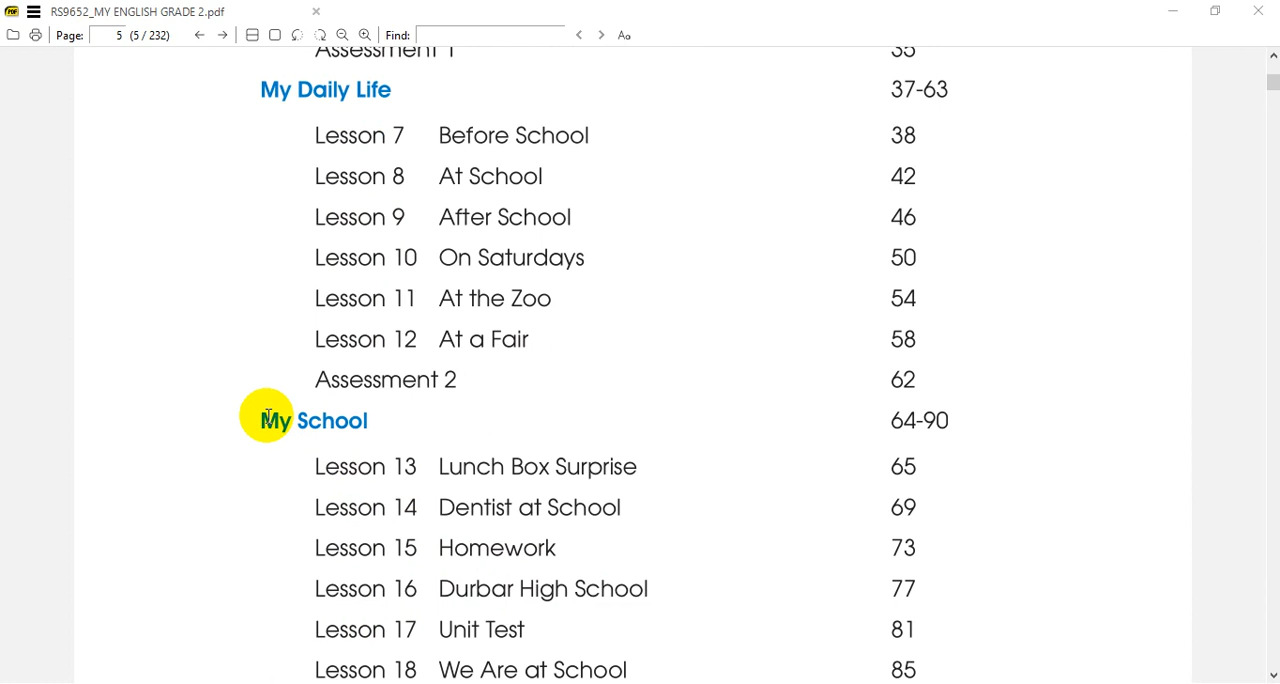 RS9652_MY ENGLISH GRADE 2.pdf
Page: 5 (5 / 232) Find: Aa
Assessment 1 35
My Daily Life 37-63
Lesson 7 Before School 38
Lesson 8 At School 42
Lesson 9 After School 46
Lesson 10 On Saturdays 50
Lesson 11 At the Zoo 54
Lesson 12 At a Fair 58
Assessment 2 62
My School 64-90
Lesson 13 Lunch Box Surprise 65
Lesson 14 Dentist at School 69
Lesson 15 Homework 73
Lesson 16 Durbar High School 77
Lesson 17 Unit Test 81
Lesson 18 We Are at School 85